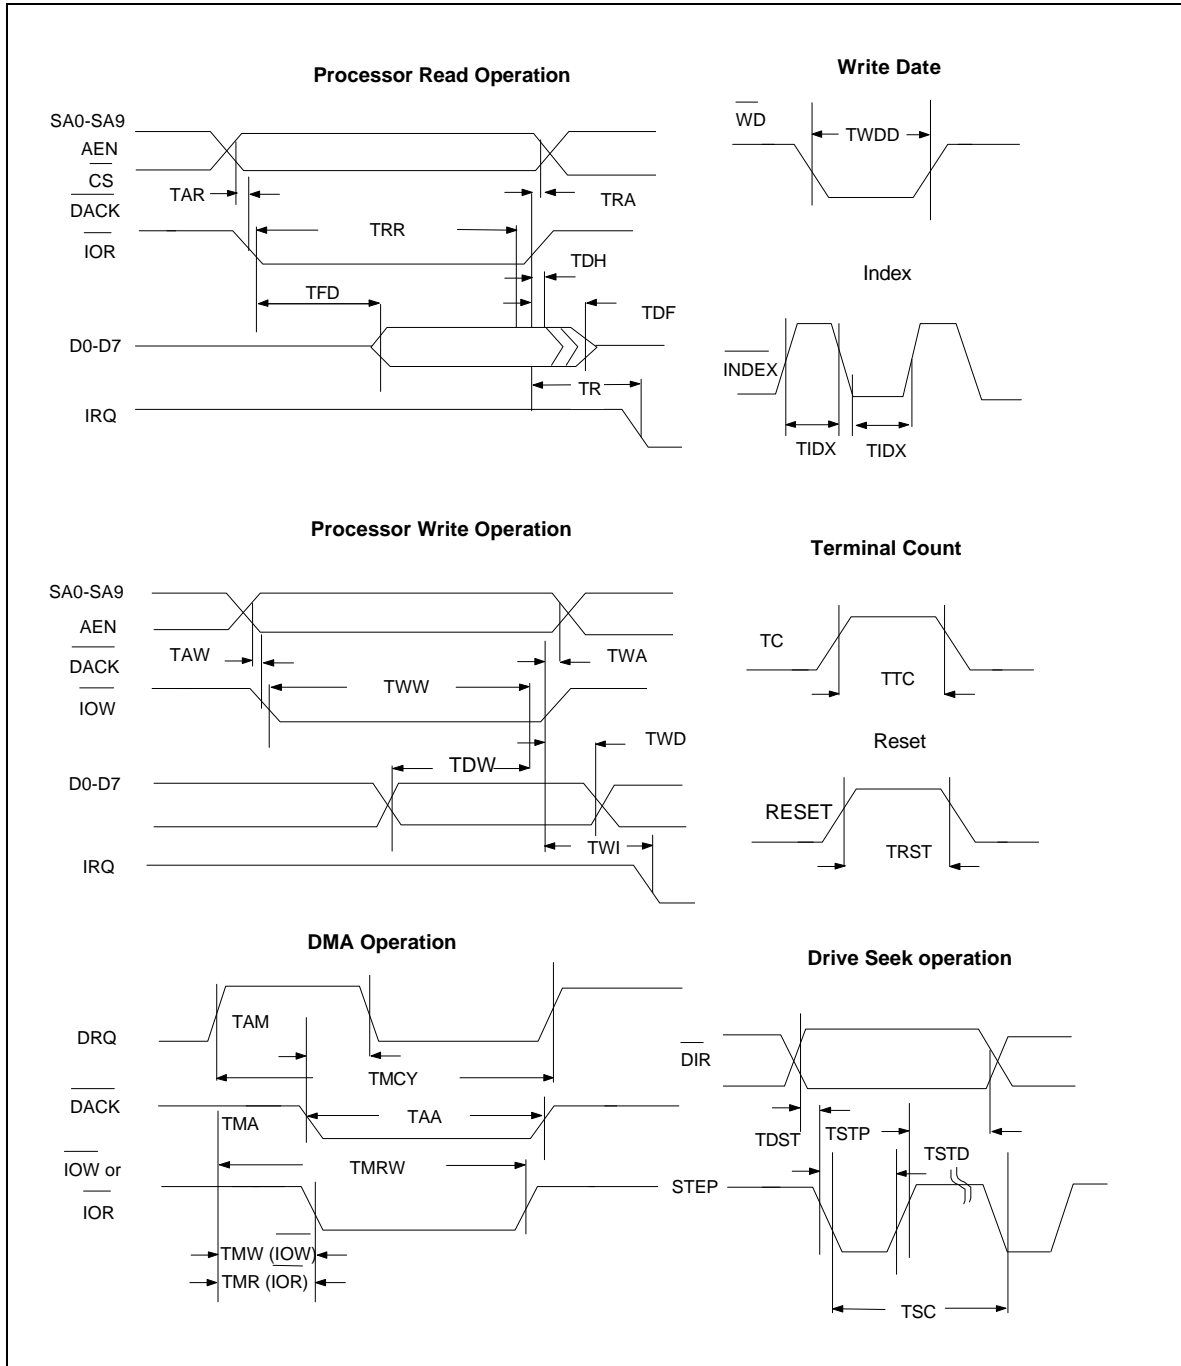 Processor Read Operation
SA0-SA9
AEN
CS
DACK
IOR
TAR
TRR
TRA
TDH
TFD
TDF
D0-D7
TR
IRQ
Write Date
WD
TWDD
Index
INDEX
TIDX
TIDX
Processor Write Operation
SA0-SA9
AEN
DACK
IOW
TAW
TWA
TWW
TWD
TDW
D0-D7
TWI
IRQ
Terminal Count
TC
TTC
Reset
RESET
TRST
DMA Operation
DRQ
TAM
TMCY
DACK
TMA
TAA
IOW or
IOR
TMRW
TMW (IOW)
TMR (IOR)
Drive Seek operation
DIR
TDST
TSTP
TSTD
STEP
TSC